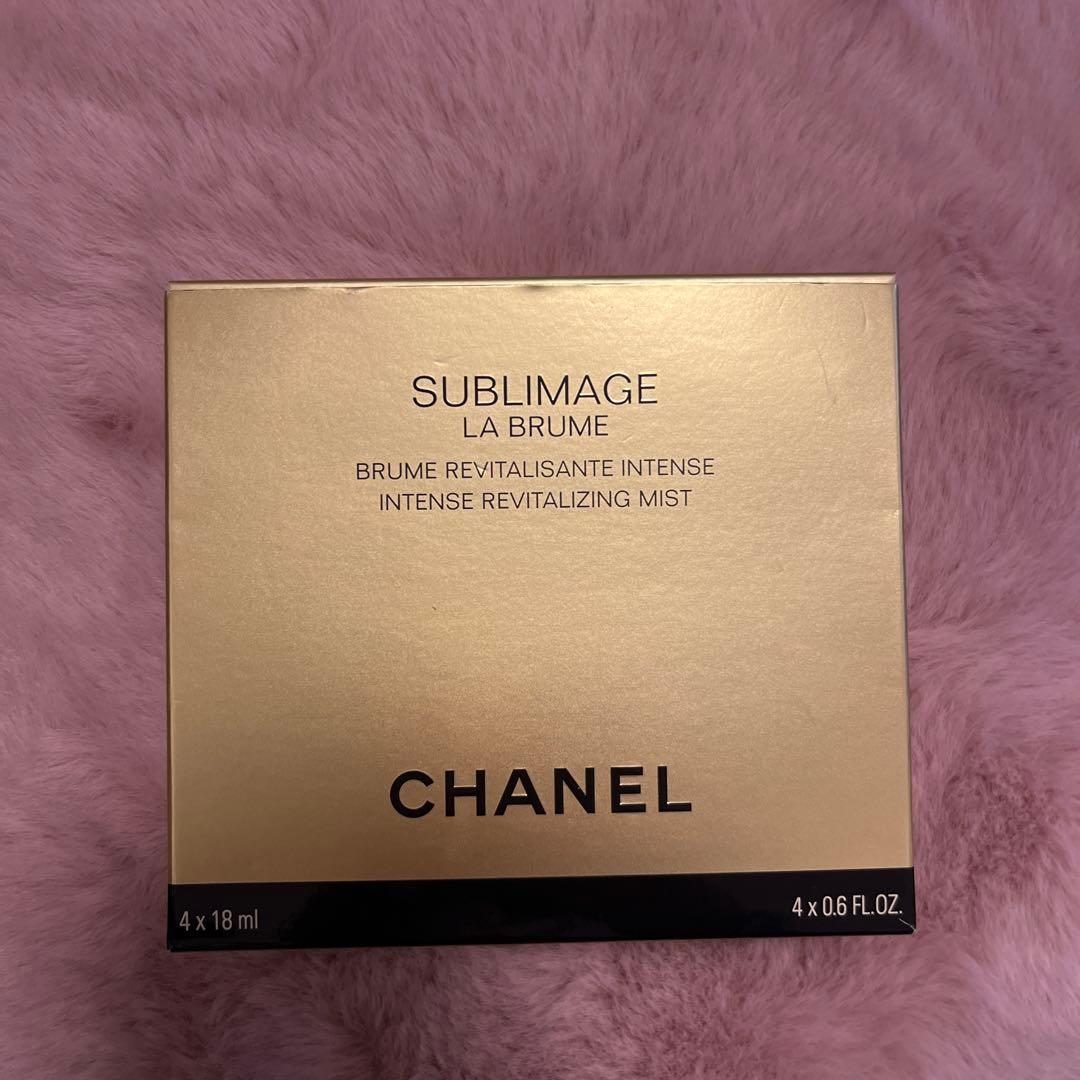 SUBLIMAGE
LA BRUME
BRUME REVITALISANTE INTENSE
INTENSE REVITALIZING MIST
CHANEL
4 x 18 ml
4 x 0.6 FL.OZ.